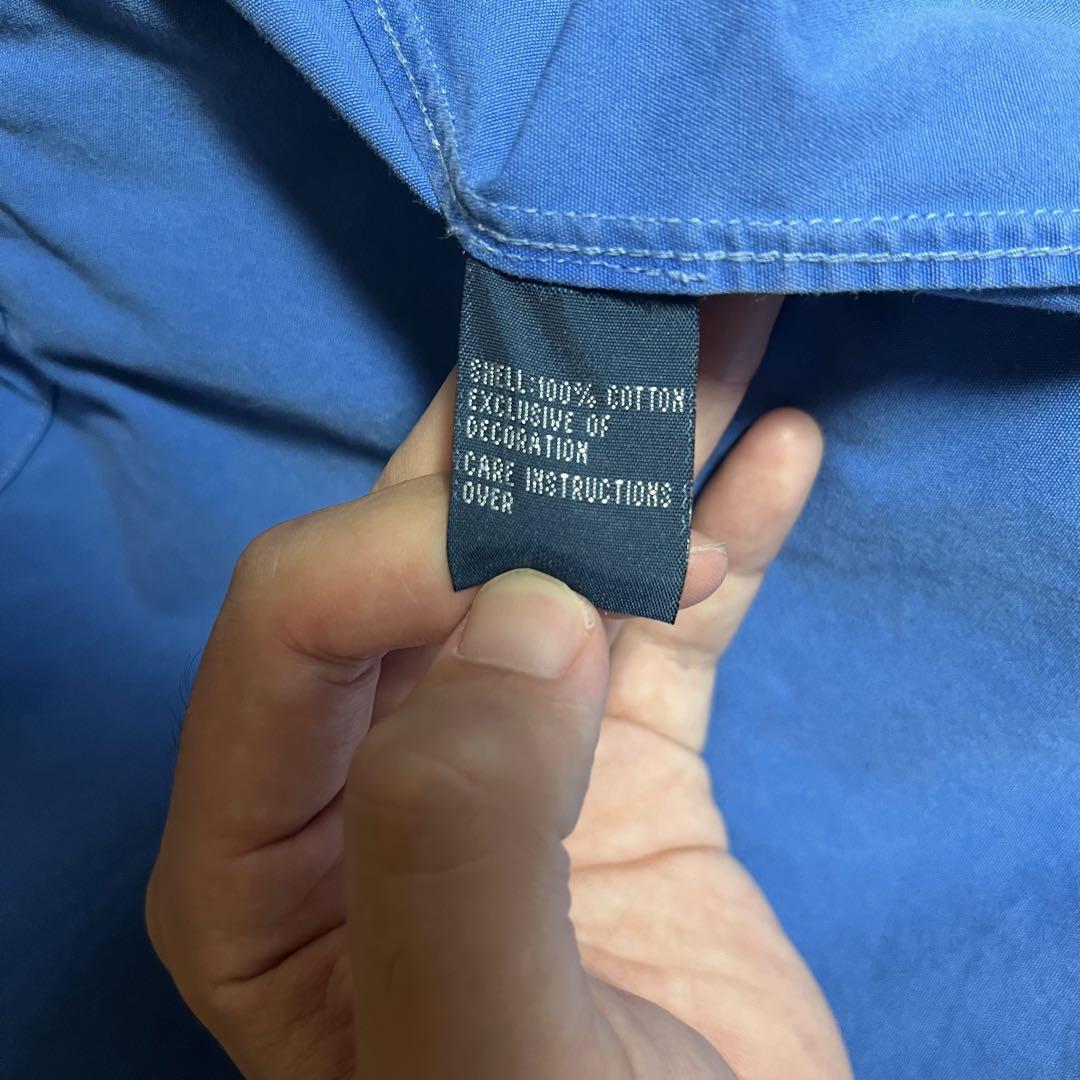 SHELL:100% COTTON
EXCLUSIVE OF
DECORATION
CARE INSTRUCTIONS
OVER